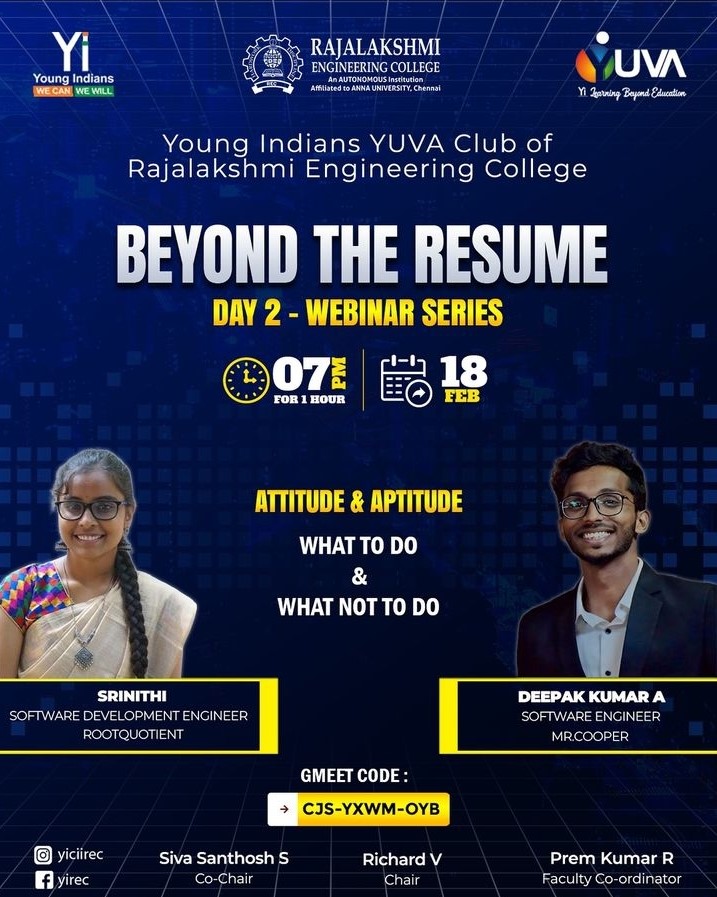 Yi
Young Indians
WE CAN WE WILL
REC
RAJALAKSHMI
ENGINEERING COLLEGE
An AUTONOMOUS Institution
Affiliated to ANNA UNIVERSITY, Chennai
YUVA
Yi Learning Beyond Education
Young Indians YUVA Club of
Rajalakshmi Engineering College
BEYOND THE RESUME
DAY 2 - WEBINAR SERIES
07 PM
FOR 1 HOUR
18
FEB
ATTITUDE & APTITUDE
WHAT TO DO
&
WHAT NOT TO DO
SRINITHI
SOFTWARE DEVELOPMENT ENGINEER
ROOTQUOTIENT
DEEPAK KUMAR A
SOFTWARE ENGINEER
MR.COOPER
GMEET CODE :
CJS-YXWM-OYB
yiciirec
yirec
Siva Santhosh S
Co-Chair
Richard V
Chair
Prem Kumar R
Faculty Co-ordinator